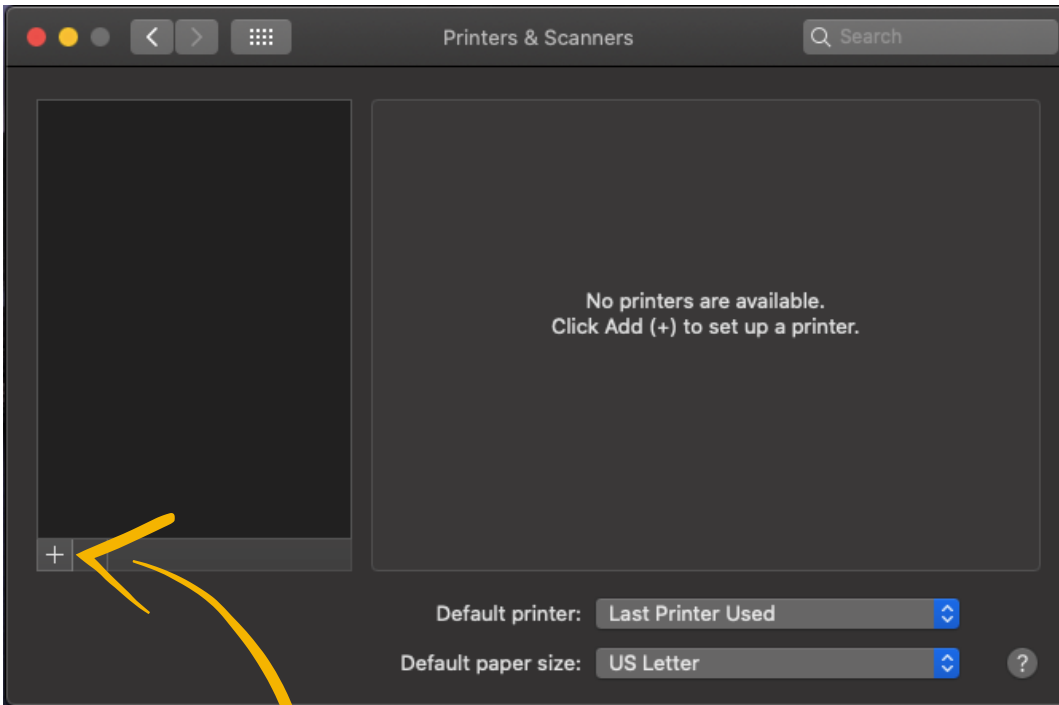 Printers & Scanners
Search
No printers are available.
Click Add (+) to set up a printer.
+
Default printer: Last Printer Used
Default paper size: US Letter
?